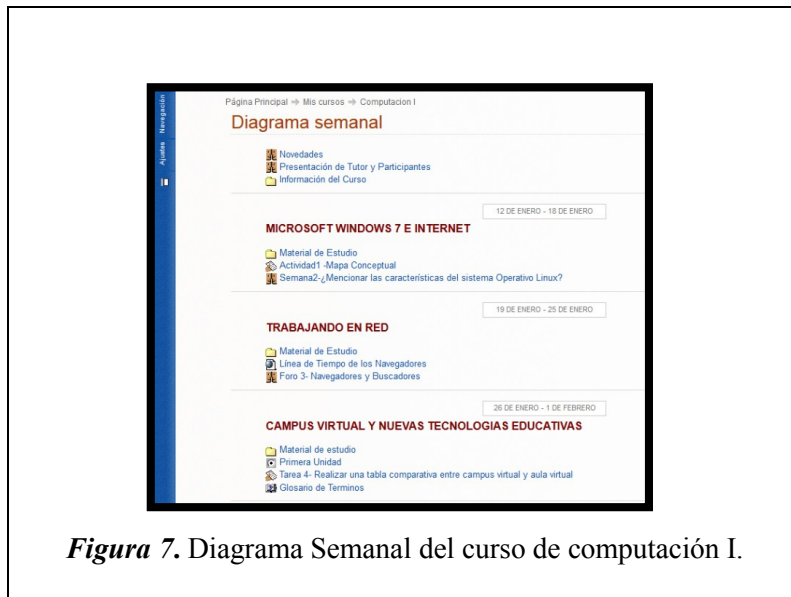 Navegación
Ajustes
Página Principal ⇒ Mis cursos ⇒ Computacion I
Diagrama semanal
Novedades
Presentación de Tutor y Participantes
Información del Curso
12 DE ENERO - 18 DE ENERO
MICROSOFT WINDOWS 7 E INTERNET
Material de Estudio
Actividad1 -Mapa Conceptual
Semana2-¿Mencionar las características del sistema Operativo Linux?
19 DE ENERO - 25 DE ENERO
TRABAJANDO EN RED
Material de Estudio
Línea de Tiempo de los Navegadores
Foro 3- Navegadores y Buscadores
26 DE ENERO - 1 DE FEBRERO
CAMPUS VIRTUAL Y NUEVAS TECNOLOGIAS EDUCATIVAS
Material de estudio
Primera Unidad
Tarea 4- Realizar una tabla comparativa entre campus virtual y aula virtual
Glosario de Terminos
Figura 7. Diagrama Semanal del curso de computación I.